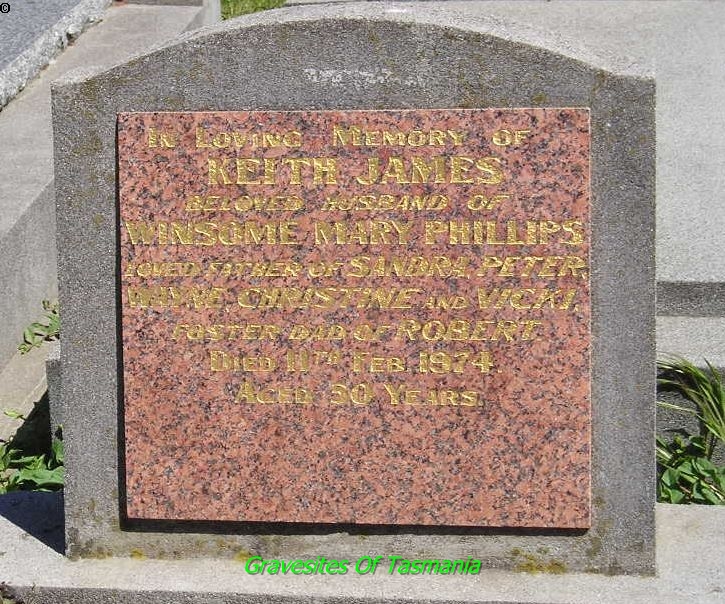 ©
In Loving Memory of
KEITH JAMES
BELOVED HUSBAND OF
WINSOME MARY PHILLIPS
LOVED FATHER OF SANDRA, PETER,
WAYNE, CHRISTINE AND VICKI.
FOSTER DAD OF ROBERT
DIED 11TH FEB. 1974.
AGED 50 YEARS.
Gravesites Of Tasmania